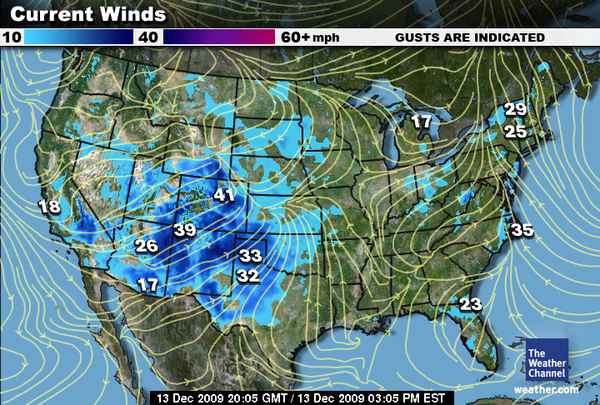 Current Winds
10 40 60+ mph GUSTS ARE INDICATED
29
17
25
41
18
39
35
26
33
32
17
23
The
Weather
Channel
weather.com
13 Dec 2009 20:05 GMT / 13 Dec 2009 03:05 PM EST